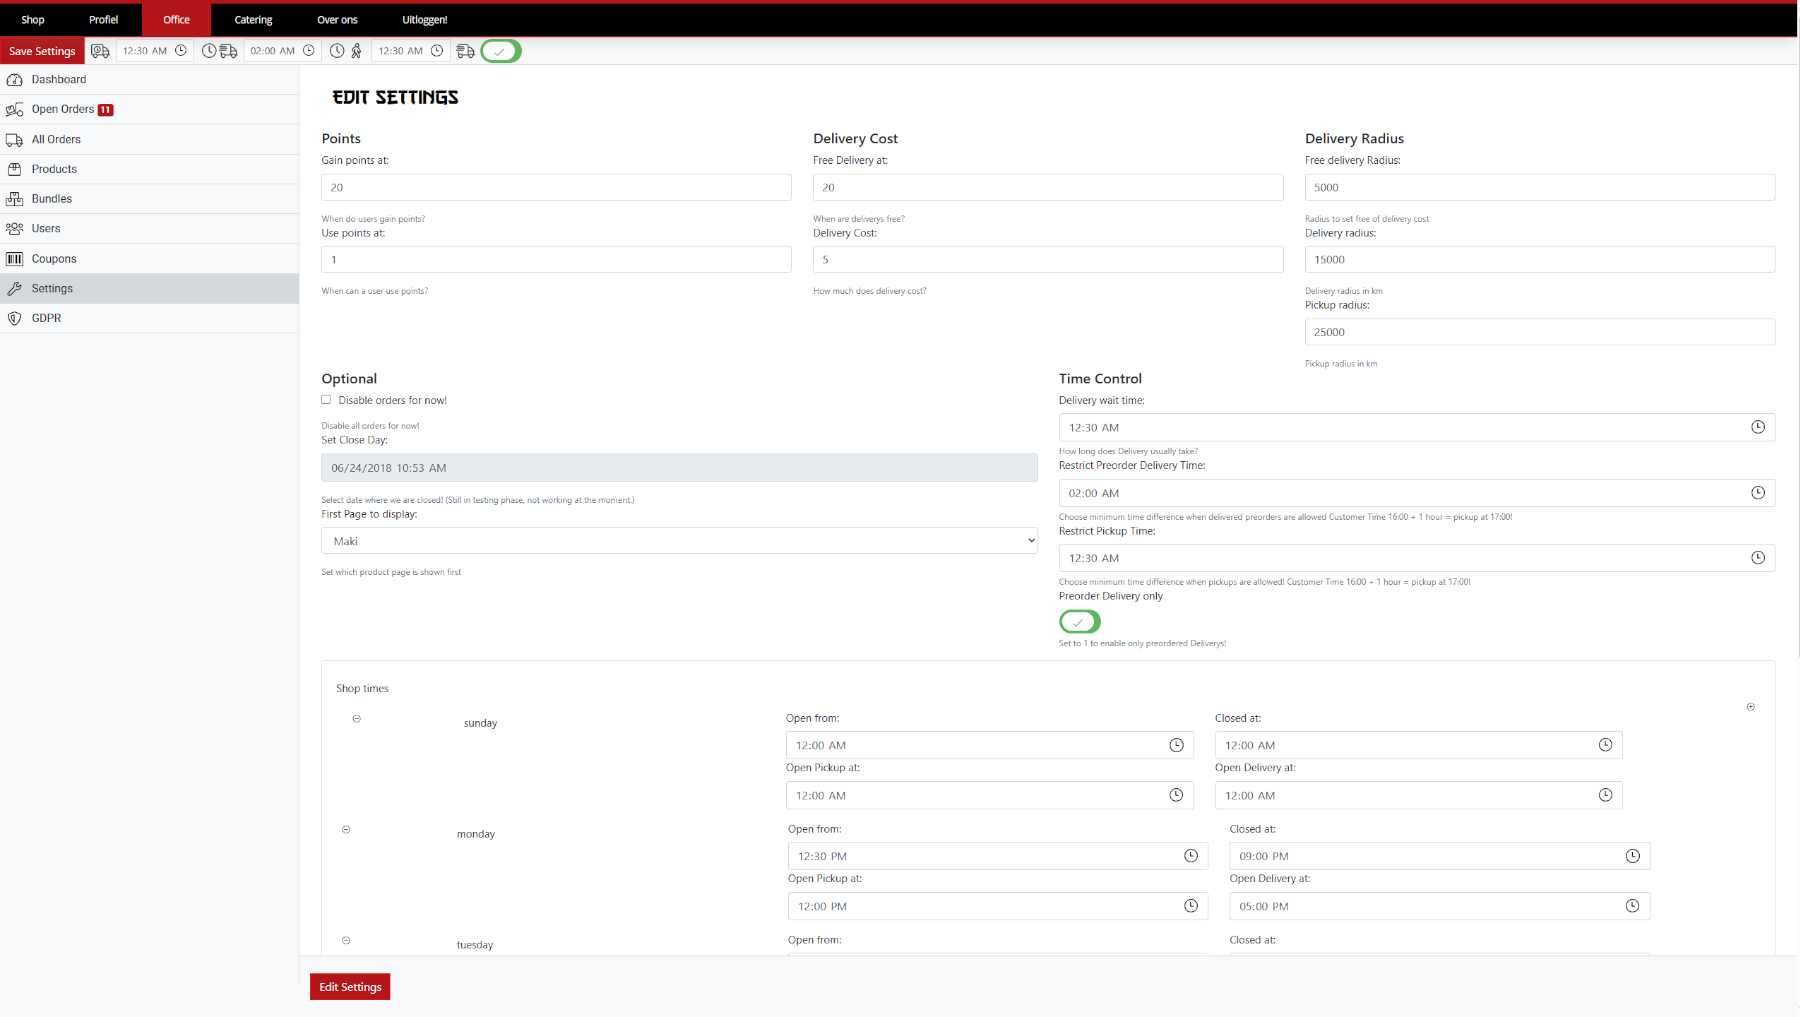 Shop Profiel Office Catering Over ons Uitloggen!
Save Settings 12:30 AM 02:00 AM 12:30 AM
Dashboard
Open Orders 11
All Orders
Products
Bundles
Users
Coupons
Settings
GDPR
EDIT SETTINGS
Points
Gain points at:
20
When do users gain points?
Use points at:
1
When can a user use points?
Delivery Cost
Free Delivery at:
20
When are deliverys free?
Delivery Cost:
5
How much does delivery cost?
Delivery Radius
Free delivery Radius:
5000
Radius to set free of delivery cost
Delivery radius:
15000
Delivery radius in km
Pickup radius:
25000
Pickup radius in km
Optional
Disable orders for now!
Disable all orders for now!
Set Close Day:
06/24/2018 10:53 AM
Select date where we are closed! (Still in testing phase, not working at the moment.)
First Page to display:
Maki
Set which product page is shown first
Time Control
Delivery wait time:
12:30 AM
How long does Delivery usually take?
Restrict Preorder Delivery Time:
02:00 AM
Choose minimum time difference when delivered preorders are allowed Customer Time 16:00 + 1 hour = pickup at 17:00!
Restrict Pickup Time:
12:30 AM
Choose minimum time difference when pickups are allowed! Customer Time 16:00 + 1 hour = pickup at 17:00!
Preorder Delivery only
Set to 1 to enable only preordered Deliverys!
Shop times
sunday
Open from:
12:00 AM
Closed at:
12:00 AM
Open Pickup at:
12:00 AM
Open Delivery at:
12:00 AM
monday
Open from:
12:30 PM
Closed at:
09:00 PM
Open Pickup at:
12:00 PM
Open Delivery at:
05:00 PM
tuesday
Open from:
Closed at:
Edit Settings